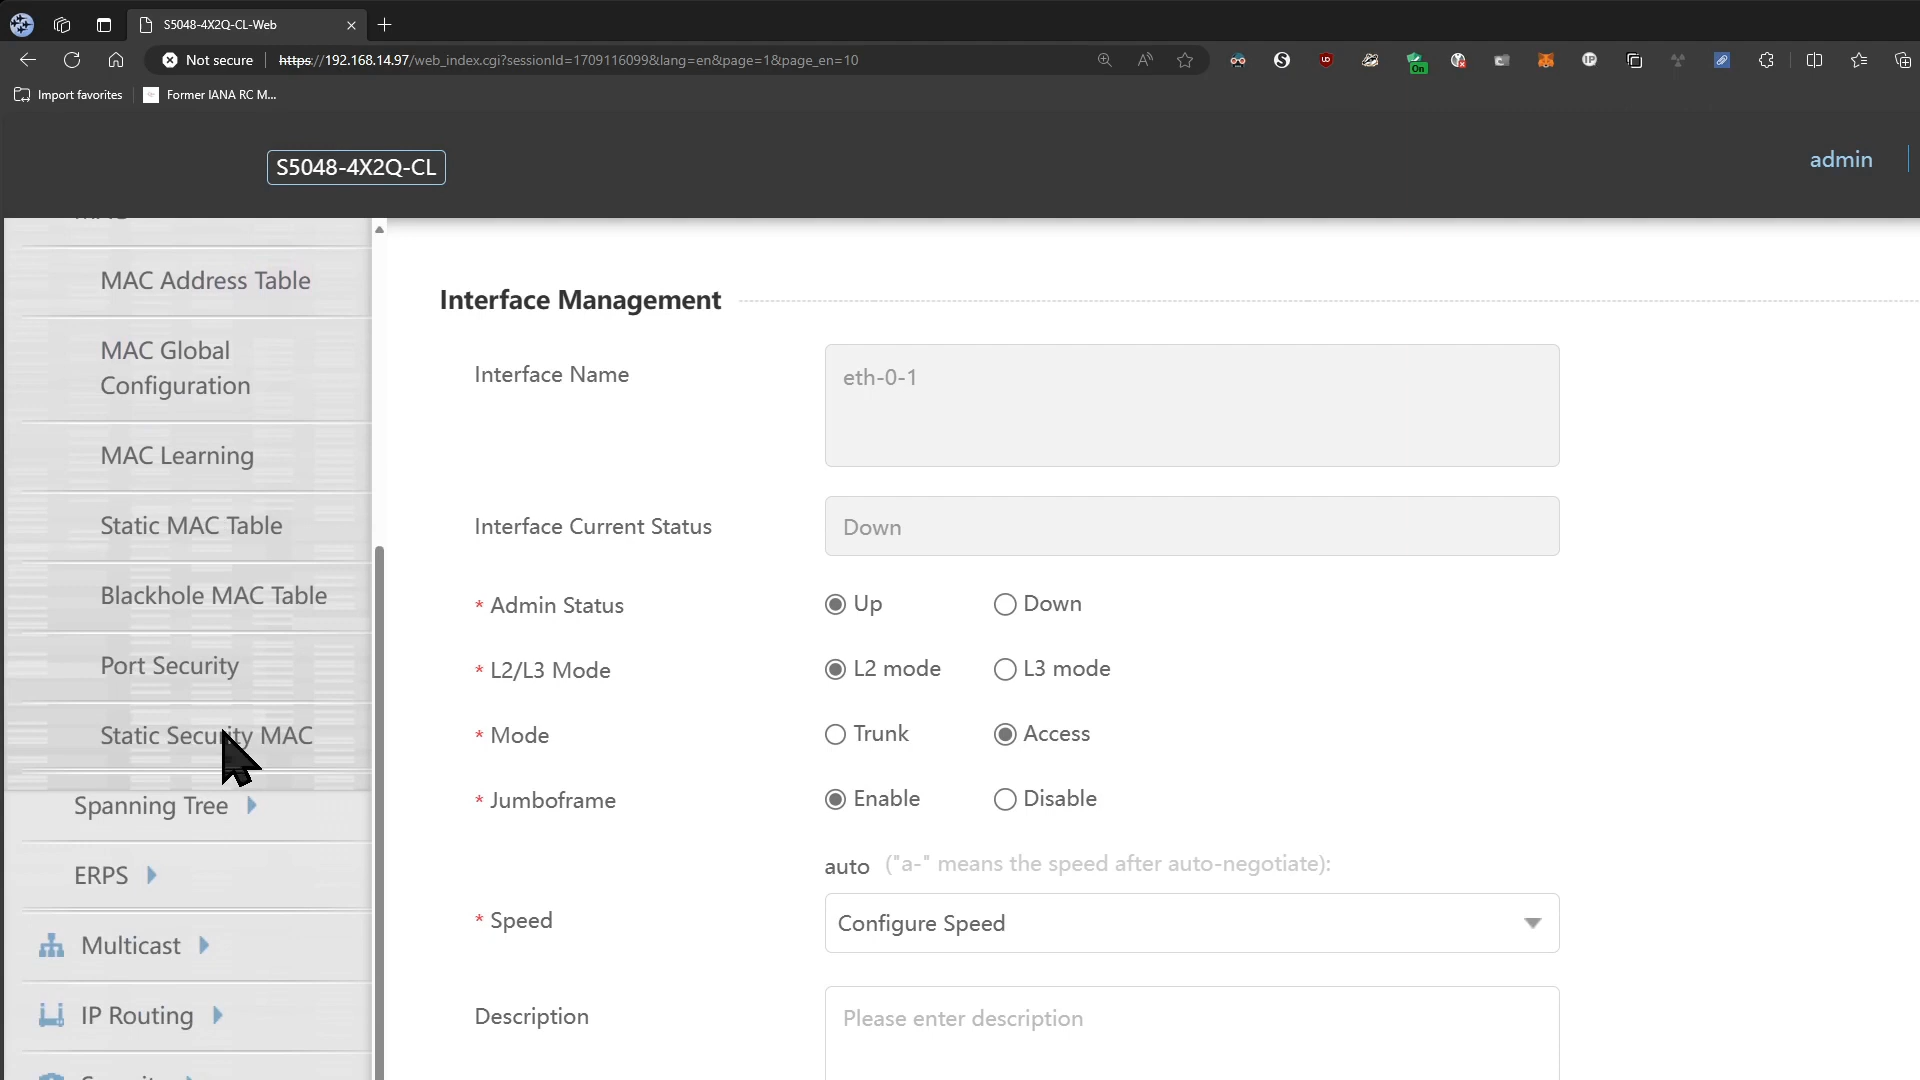 S5048-4X2Q-CL-Web
Not secure
https://192.168.14.97/web_index.cgi?sessionId=1709116099&lang=en&page=1&page_en=10
Import favorites
Former IANA RC M...
S5048-4X2Q-CL
admin
MAC Address Table
MAC Global
Configuration
MAC Learning
Static MAC Table
Blackhole MAC Table
Port Security
Static Security MAC
Spanning Tree
ERPS
Multicast
IP Routing
Interface Management
Interface Name
eth-0-1
Interface Current Status
Down
* Admin Status
Up
Down
* L2/L3 Mode
L2 mode
L3 mode
* Mode
Trunk
Access
* Jumboframe
Enable
Disable
auto ("a-" means the speed after auto-negotiate):
* Speed
Configure Speed
Description
Please enter description